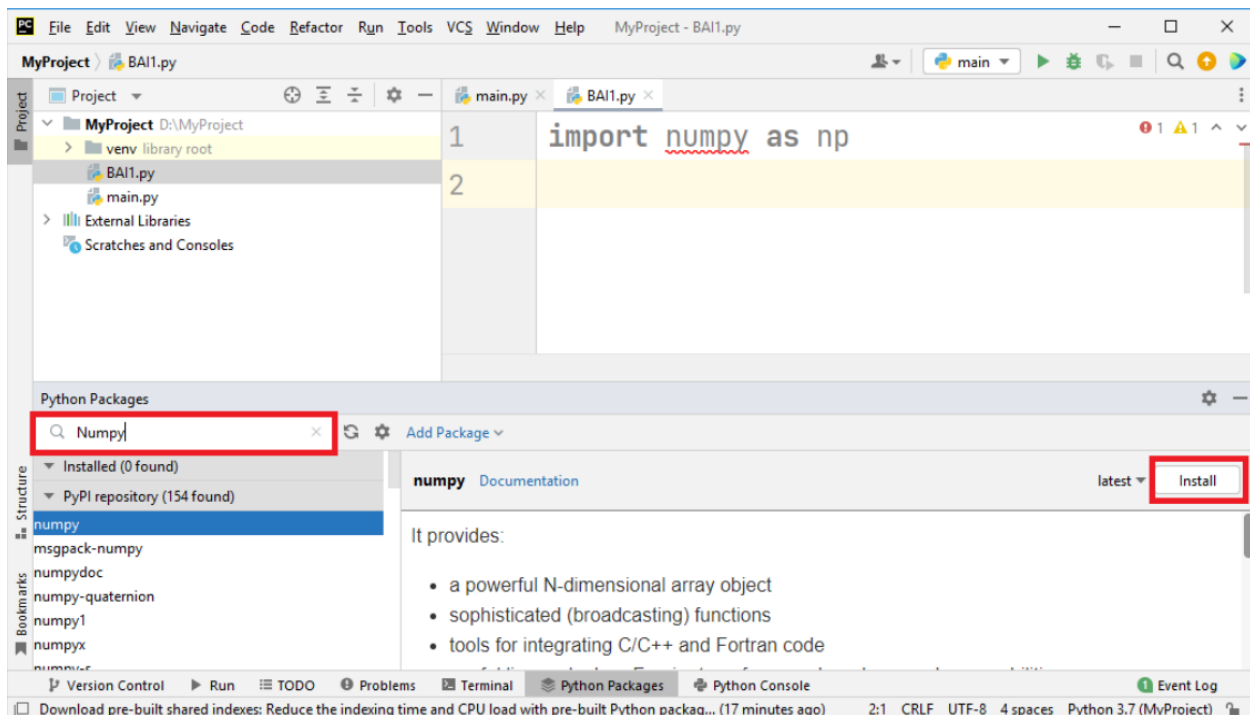 PC File Edit View Navigate Code Refactor Run Tools VCS Window Help MyProject - BAI1.py
MyProject BAI1.py main
Project
Project
main.py
BAI1.py
MyProject D:\MyProject
venv library root
BAI1.py
main.py
External Libraries
Scratches and Consoles
1 import numpy as np
2
1 1
Python Packages
Numpy
Add Package
Installed (0 found)
PyPI repository (154 found)
numpy
msgpack-numpy
numpydoc
numpy-quaternion
numpy1
numpyx
numpy Documentation latest Install
It provides:
• a powerful N-dimensional array object
• sophisticated (broadcasting) functions
• tools for integrating C/C++ and Fortran code
Structure
Bookmarks
Version Control Run TODO Problems Terminal Python Packages Python Console 1 Event Log
Download pre-built shared indexes: Reduce the indexing time and CPU load with pre-built Python packag... (17 minutes ago) 2:1 CRLF UTF-8 4 spaces Python 3.7 (MyProject)